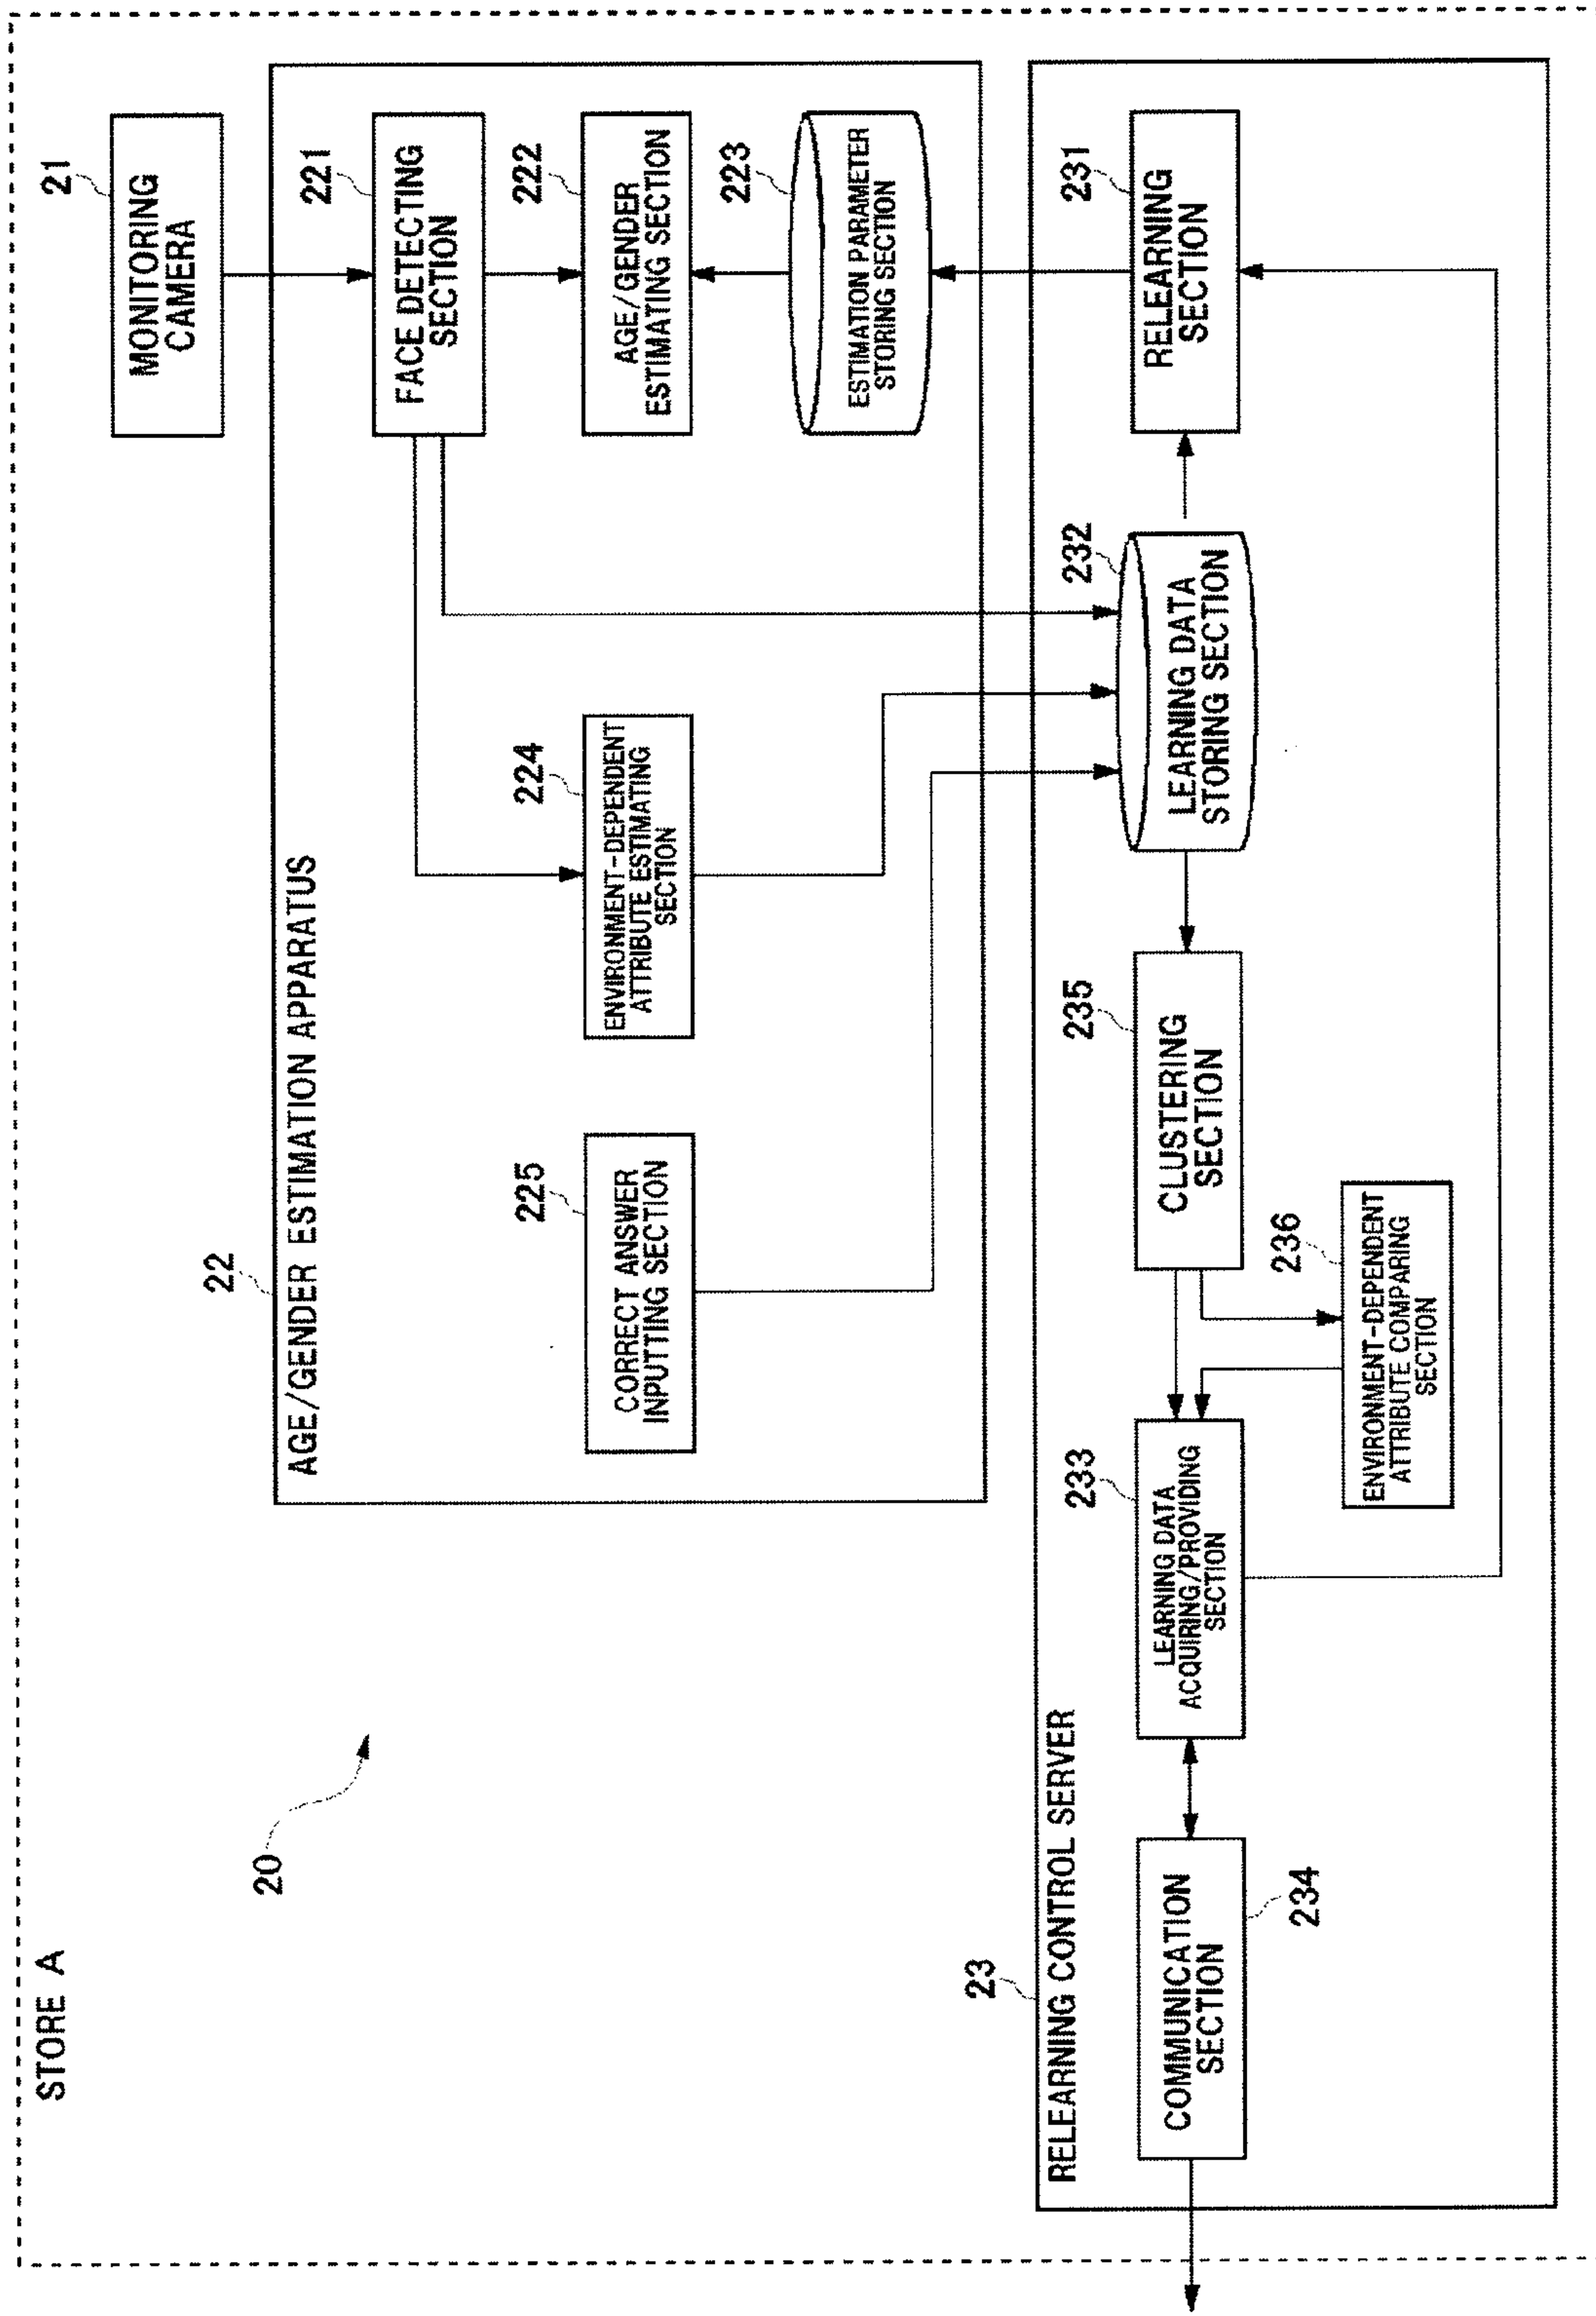 STORE A
20
21
MONITORING
CAMERA
22
AGE/GENDER ESTIMATION APPARATUS
221
FACE DETECTING
SECTION
222
AGE/GENDER
ESTIMATING SECTION
223
ESTIMATION PARAMETER
STORING SECTION
224
ENVIRONMENT-DEPENDENT
ATTRIBUTE ESTIMATING
SECTION
225
CORRECT ANSWER
INPUTTING SECTION
23
RELEARNING CONTROL SERVER
234
COMMUNICATION
SECTION
233
LEARNING DATA
ACQUIRING/PROVIDING
SECTION
235
CLUSTERING
SECTION
232
LEARNING DATA
STORING SECTION
231
RELEARNING
SECTION
236
ENVIRONMENT-DEPENDENT
ATTRIBUTE COMPARING
SECTION